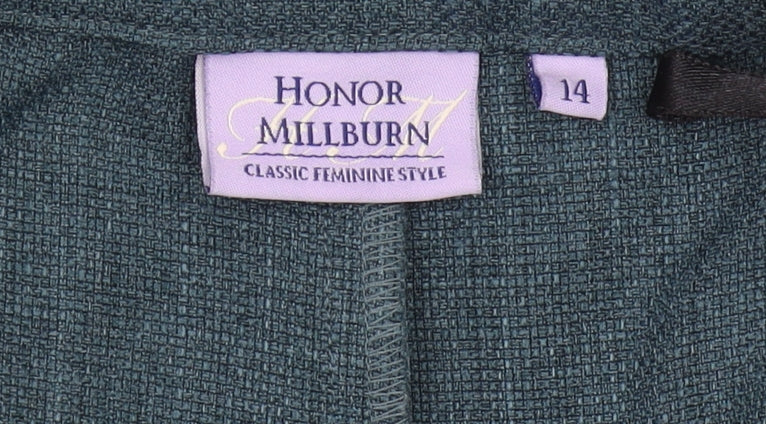 HONOR
MILLBURN
CLASSIC FEMININE STYLE
14